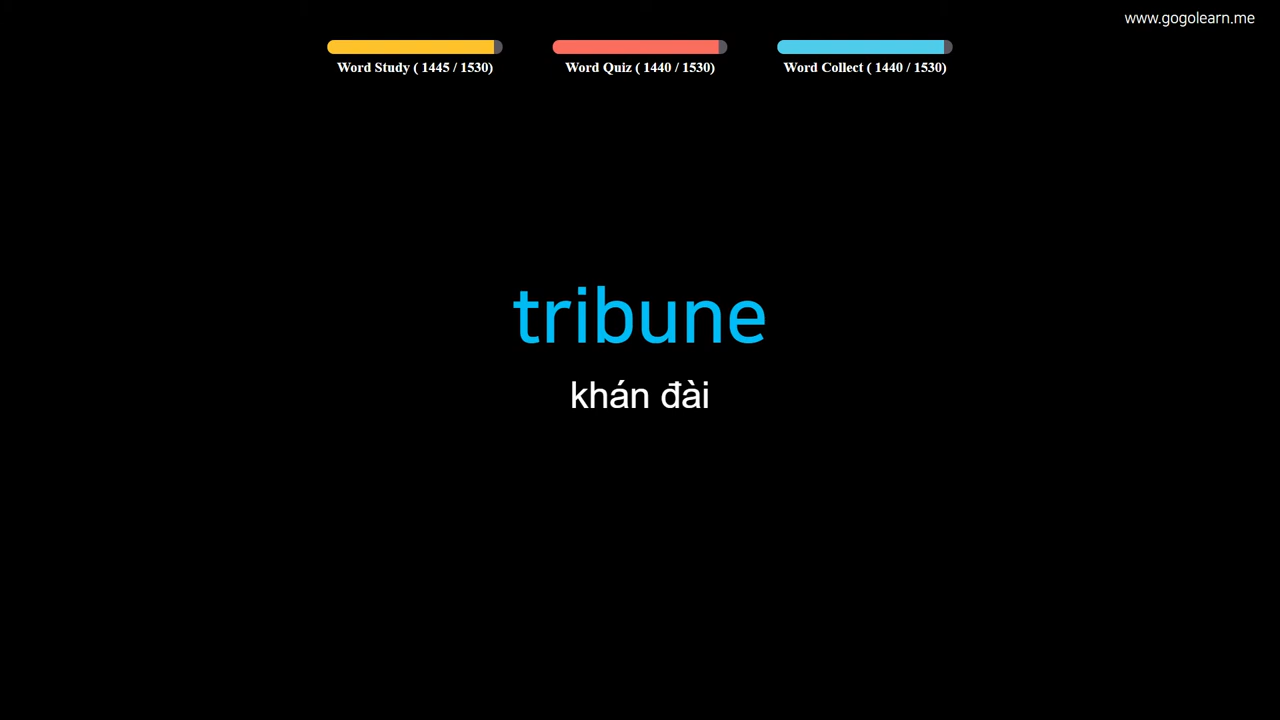 www.gogolearn.me
Word Study ( 1445 / 1530)
Word Quiz ( 1440 / 1530)
Word Collect ( 1440 / 1530)
tribune
khán đài